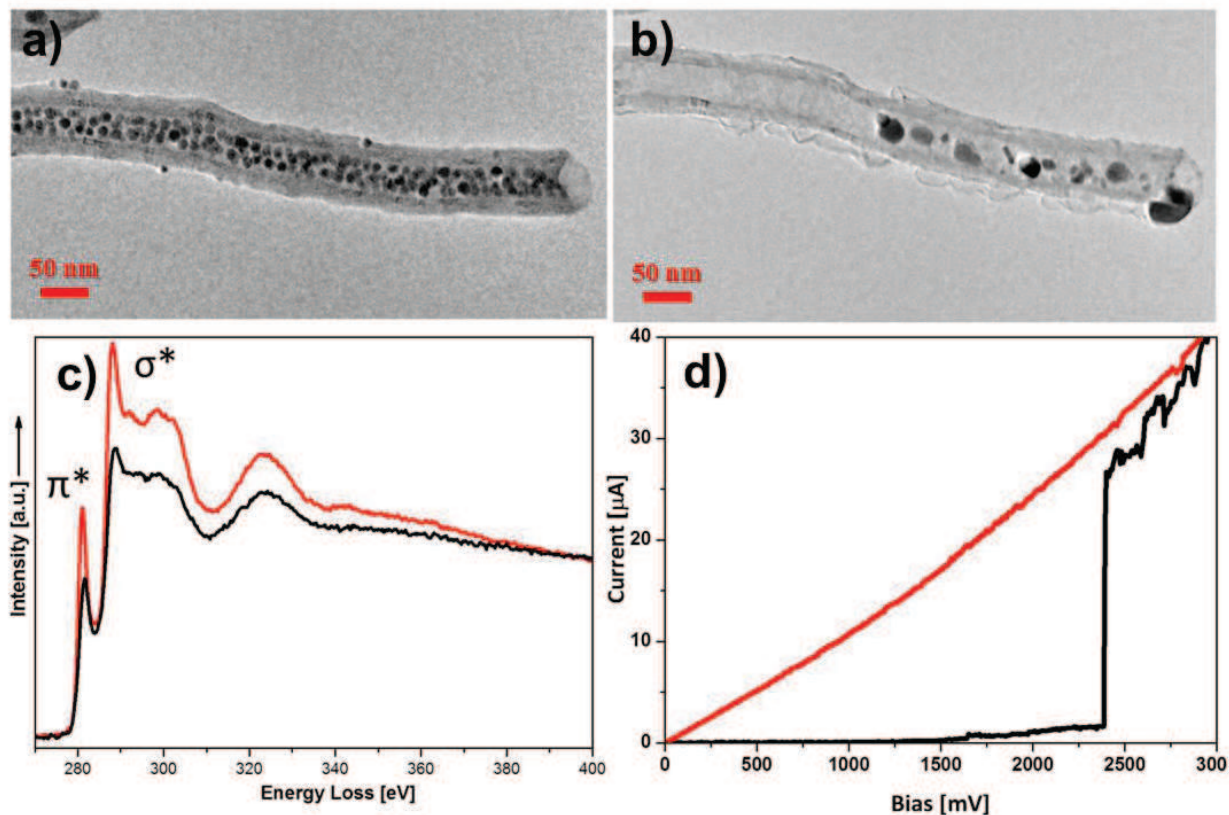 a)
50 nm
b)
50 nm
c)
σ*
π*
Intensity [a.u.]
280 300 320 340 360 380 400
Energy Loss [eV]
d)
40
30
20
10
0
Current [µA]
0 500 1000 1500 2000 2500 300
Bias [mV]